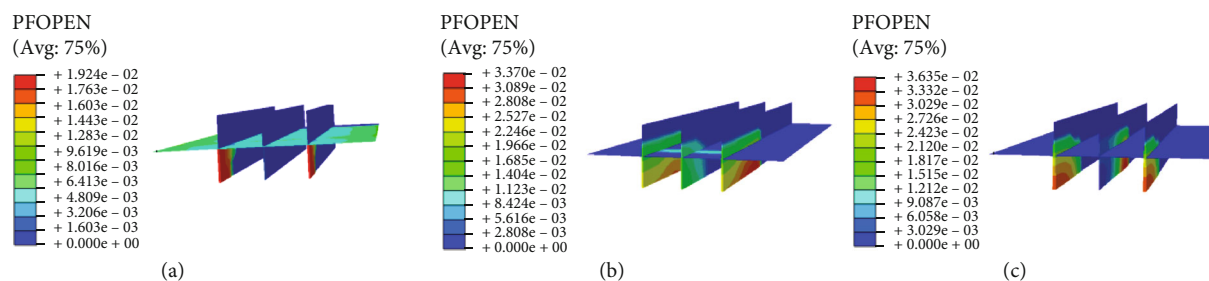 PFOPEN
(Avg: 75%)
+ 1.924e – 02
+ 1.763e – 02
+ 1.603e – 02
+ 1.443e – 02
+ 1.283e – 02
+ 9.619e – 03
+ 8.016e – 03
+ 6.413e – 03
+ 4.809e – 03
+ 3.206e – 03
+ 1.603e – 03
+ 0.000e + 00
(a)
PFOPEN
(Avg: 75%)
+ 3.370e – 02
+ 3.089e – 02
+ 2.808e – 02
+ 2.527e – 02
+ 2.246e – 02
+ 1.966e – 02
+ 1.685e – 02
+ 1.404e – 02
+ 1.123e – 02
+ 8.424e – 03
+ 5.616e – 03
+ 2.808e – 03
+ 0.000e + 00
(b)
PFOPEN
(Avg: 75%)
+ 3.635e – 02
+ 3.332e – 02
+ 3.029e – 02
+ 2.726e – 02
+ 2.423e – 02
+ 2.120e – 02
+ 1.817e – 02
+ 1.515e – 02
+ 1.212e – 02
+ 9.087e – 03
+ 6.058e – 03
+ 3.029e – 03
+ 0.000e + 00
(c)